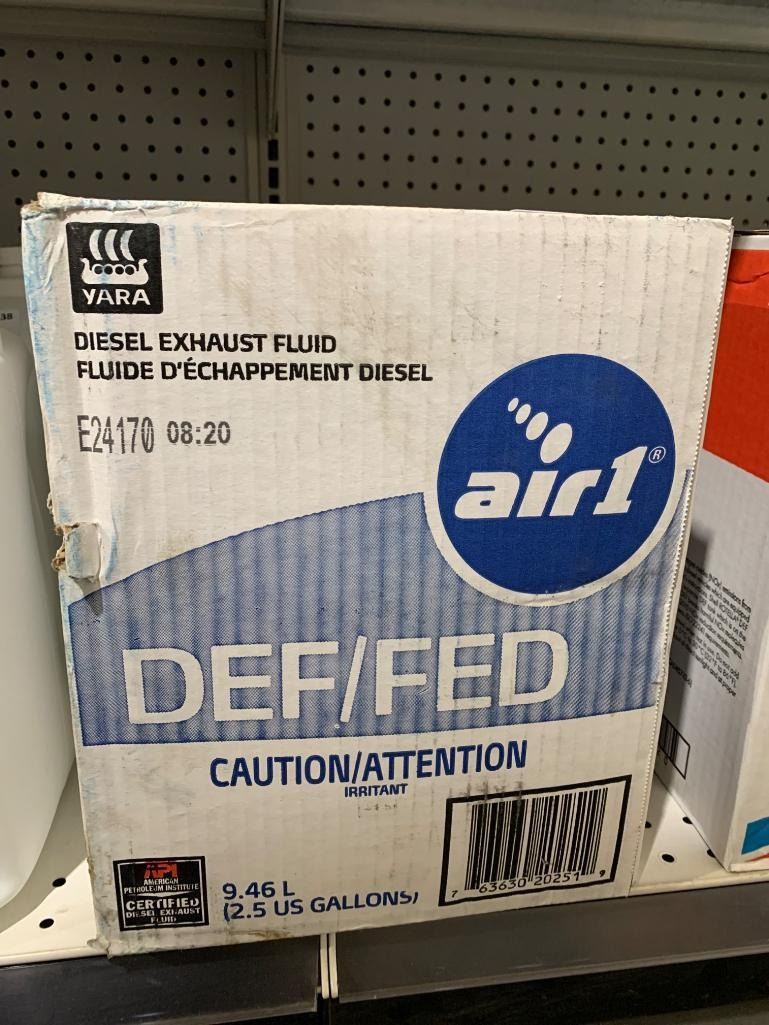 YARA
38
DIESEL EXHAUST FLUID
FLUIDE D'ÉCHAPPEMENT DIESEL
E24170 08:20
air1®
DEF/FED
CAUTION/ATTENTION
IRRITANT
API
AMERICAN
PETROLEUM INSTITUTE
CERTIFIED
DIESEL EXHAUST
FLUID
9.46 L
(2.5 US GALLONS)
7 63630 20251 9